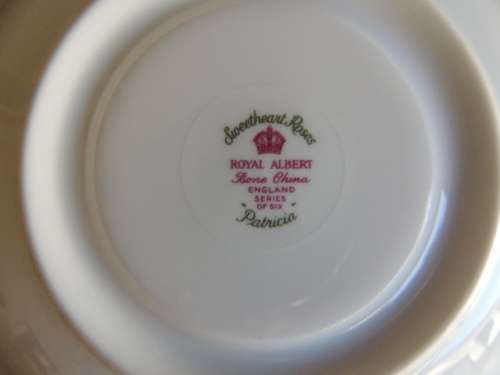 Sweetheart Roses
ROYAL ALBERT
Bone China
ENGLAND
SERIES
OF SIX
"Patricia"